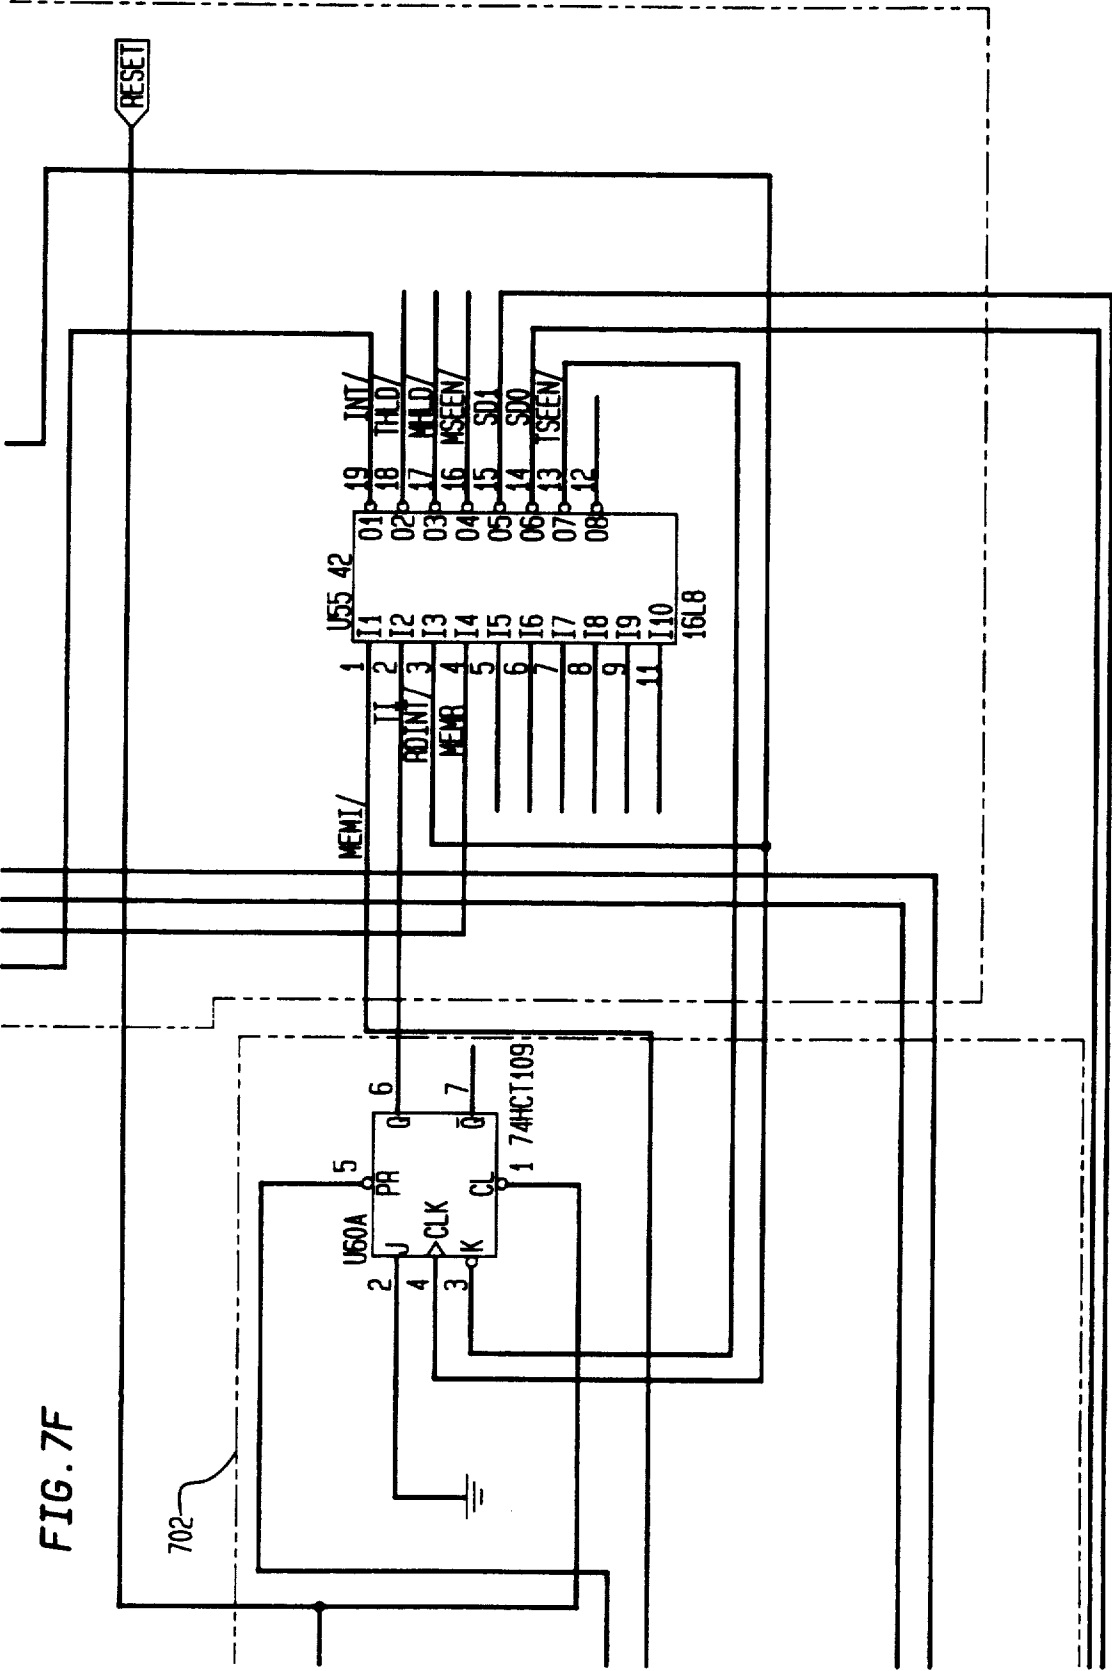 FIG. 7F
702
RESET
U60A
J
CLK
K
PR
CL
Q
Q̅
2
4
3
5
1
6
7
74HCT109
MEMI/
TI
RDINT/
MEMR
1
2
3
4
5
6
7
8
9
11
U55 42
I1
I2
I3
I4
I5
I6
I7
I8
I9
I10
16L8
O1
O2
O3
O4
O5
O6
O7
O8
19
18
17
16
15
14
13
12
INT/
THLD/
MHLD/
MSEEN/
SD1
SD0
TSEEN/